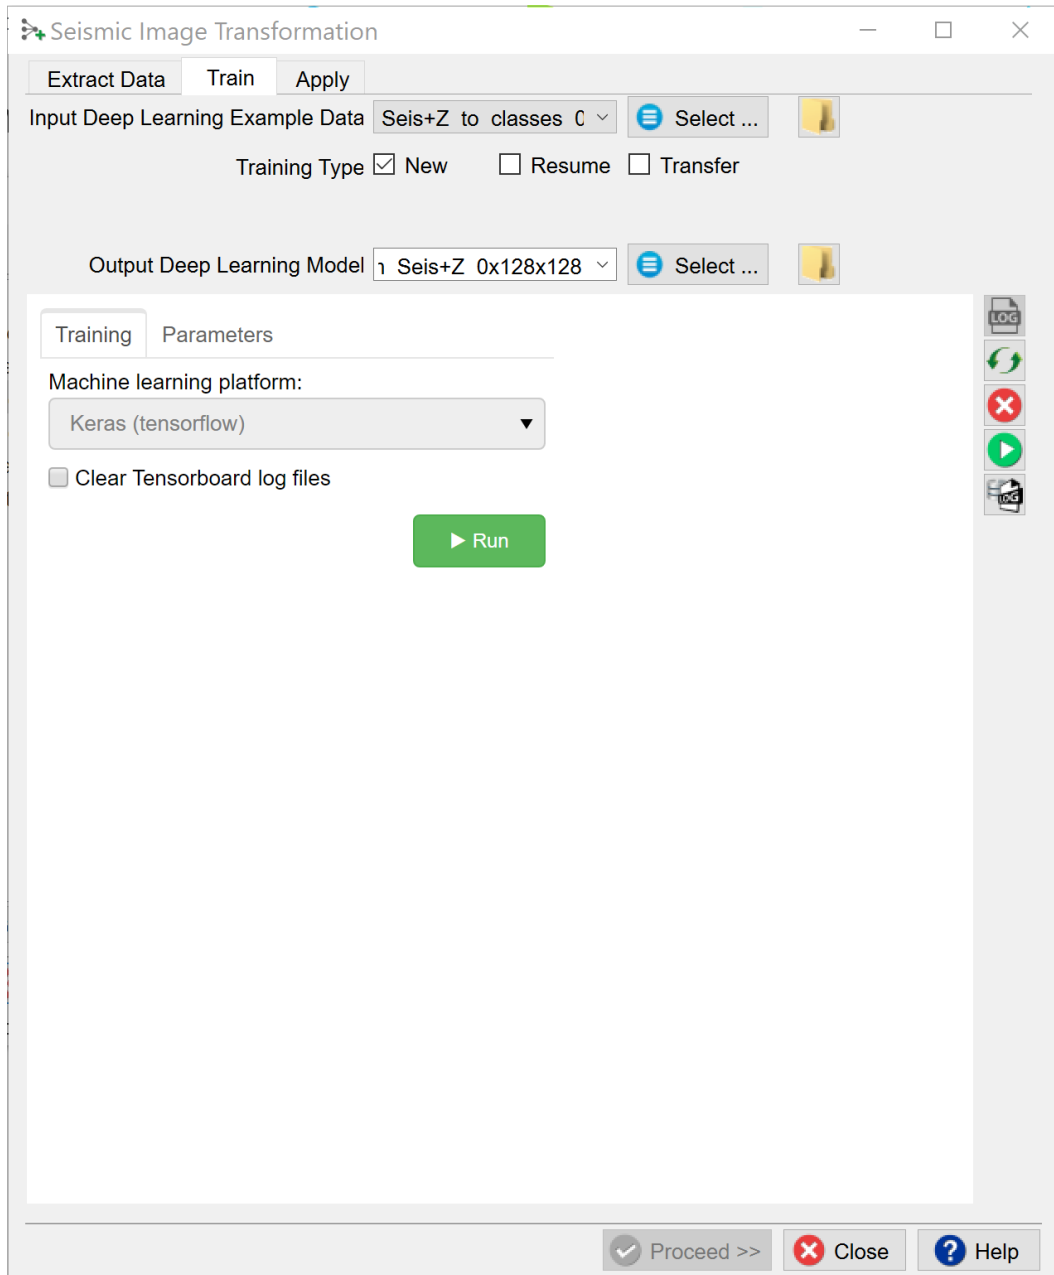 Seismic Image Transformation
Extract Data Train Apply
Input Deep Learning Example Data Seis+Z to classes 0 Select ...
Training Type New Resume Transfer
Output Deep Learning Model Seis+Z 0x128x128 Select ...
LOG
Training Parameters
Machine learning platform:
Keras (tensorflow)
Clear Tensorboard log files
LOG
Run
Proceed >> Close Help